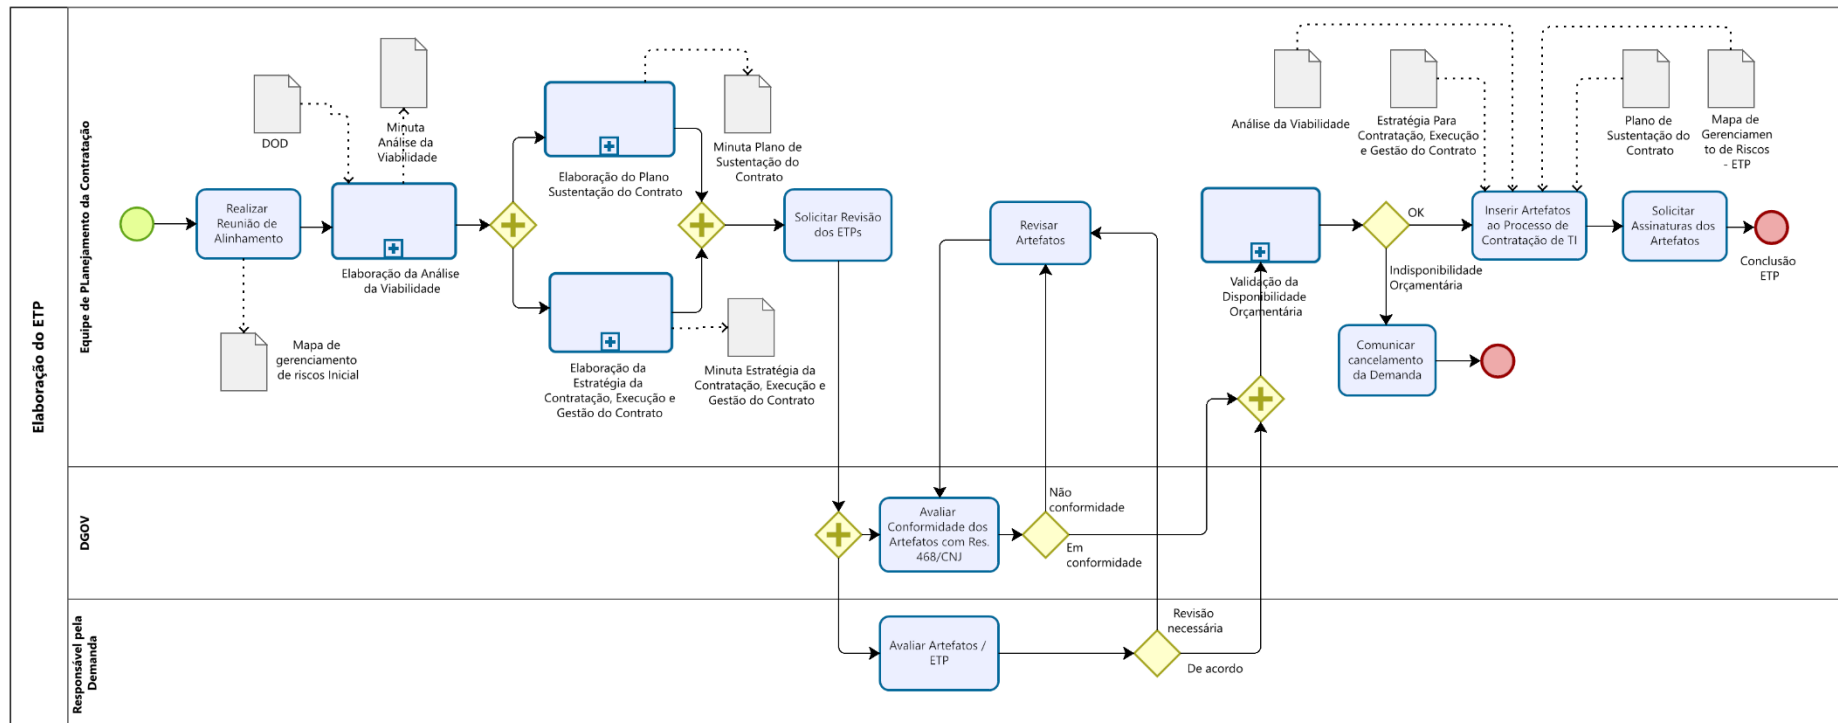 Elaboração do ETP
Equipe de PLanejamento da Contratação
DOD
Minuta
Análise da
Viabilidade
Realizar
Reunião de
Alinhamento
Elaboração da Análise
da Viabilidade
Mapa de
gerenciamento
de riscos Inicial
Elaboração do Plano
Sustentação do Contrato
Minuta Plano de
Sustentação do
Contrato
Elaboração da
Estratégia da
Contratação, Execução e
Gestão do Contrato
Minuta Estratégia da
Contratação, Execução e
Gestão do Contrato
Solicitar Revisão
dos ETPs
Revisar
Artefatos
Validação da
Disponibilidade
Orçamentária
OK
Indisponibilidade
Orçamentária
Comunicar
cancelamento
da Demanda
Análise da Viabilidade
Estratégia Para
Contratação, Execução
e Gestão do Contrato
Plano de
Sustentação do
Contrato
Mapa de
Gerenciamen
to de Riscos
- ETP
Inserir Artefatos
ao Processo de
Contratação de TI
Solicitar
Assinaturas dos
Artefatos
Conclusão
ETP
DGOV
Avaliar
Conformidade dos
Artefatos com Res.
468/CNJ
Não
conformidade
Em
conformidade
Responsável pela
Demanda
Avaliar Artefatos /
ETP
Revisão
necessária
De acordo